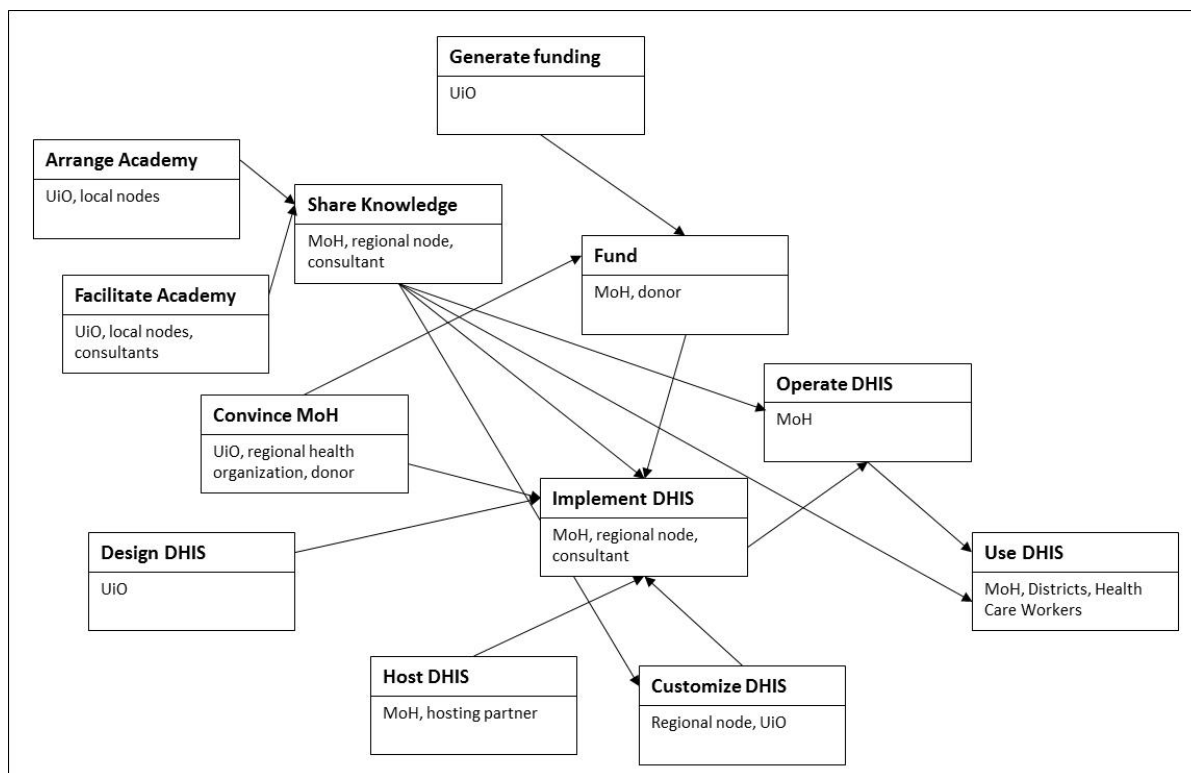 Generate funding
UiO
Arrange Academy
UiO, local nodes
Share Knowledge
MoH, regional node,
consultant
Fund
MoH, donor
Facilitate Academy
UiO, local nodes,
consultants
Operate DHIS
MoH
Convince MoH
UiO, regional health
organization, donor
Implement DHIS
MoH, regional node,
consultant
Design DHIS
UiO
Use DHIS
MoH, Districts, Health
Care Workers
Host DHIS
MoH, hosting partner
Customize DHIS
Regional node, UiO